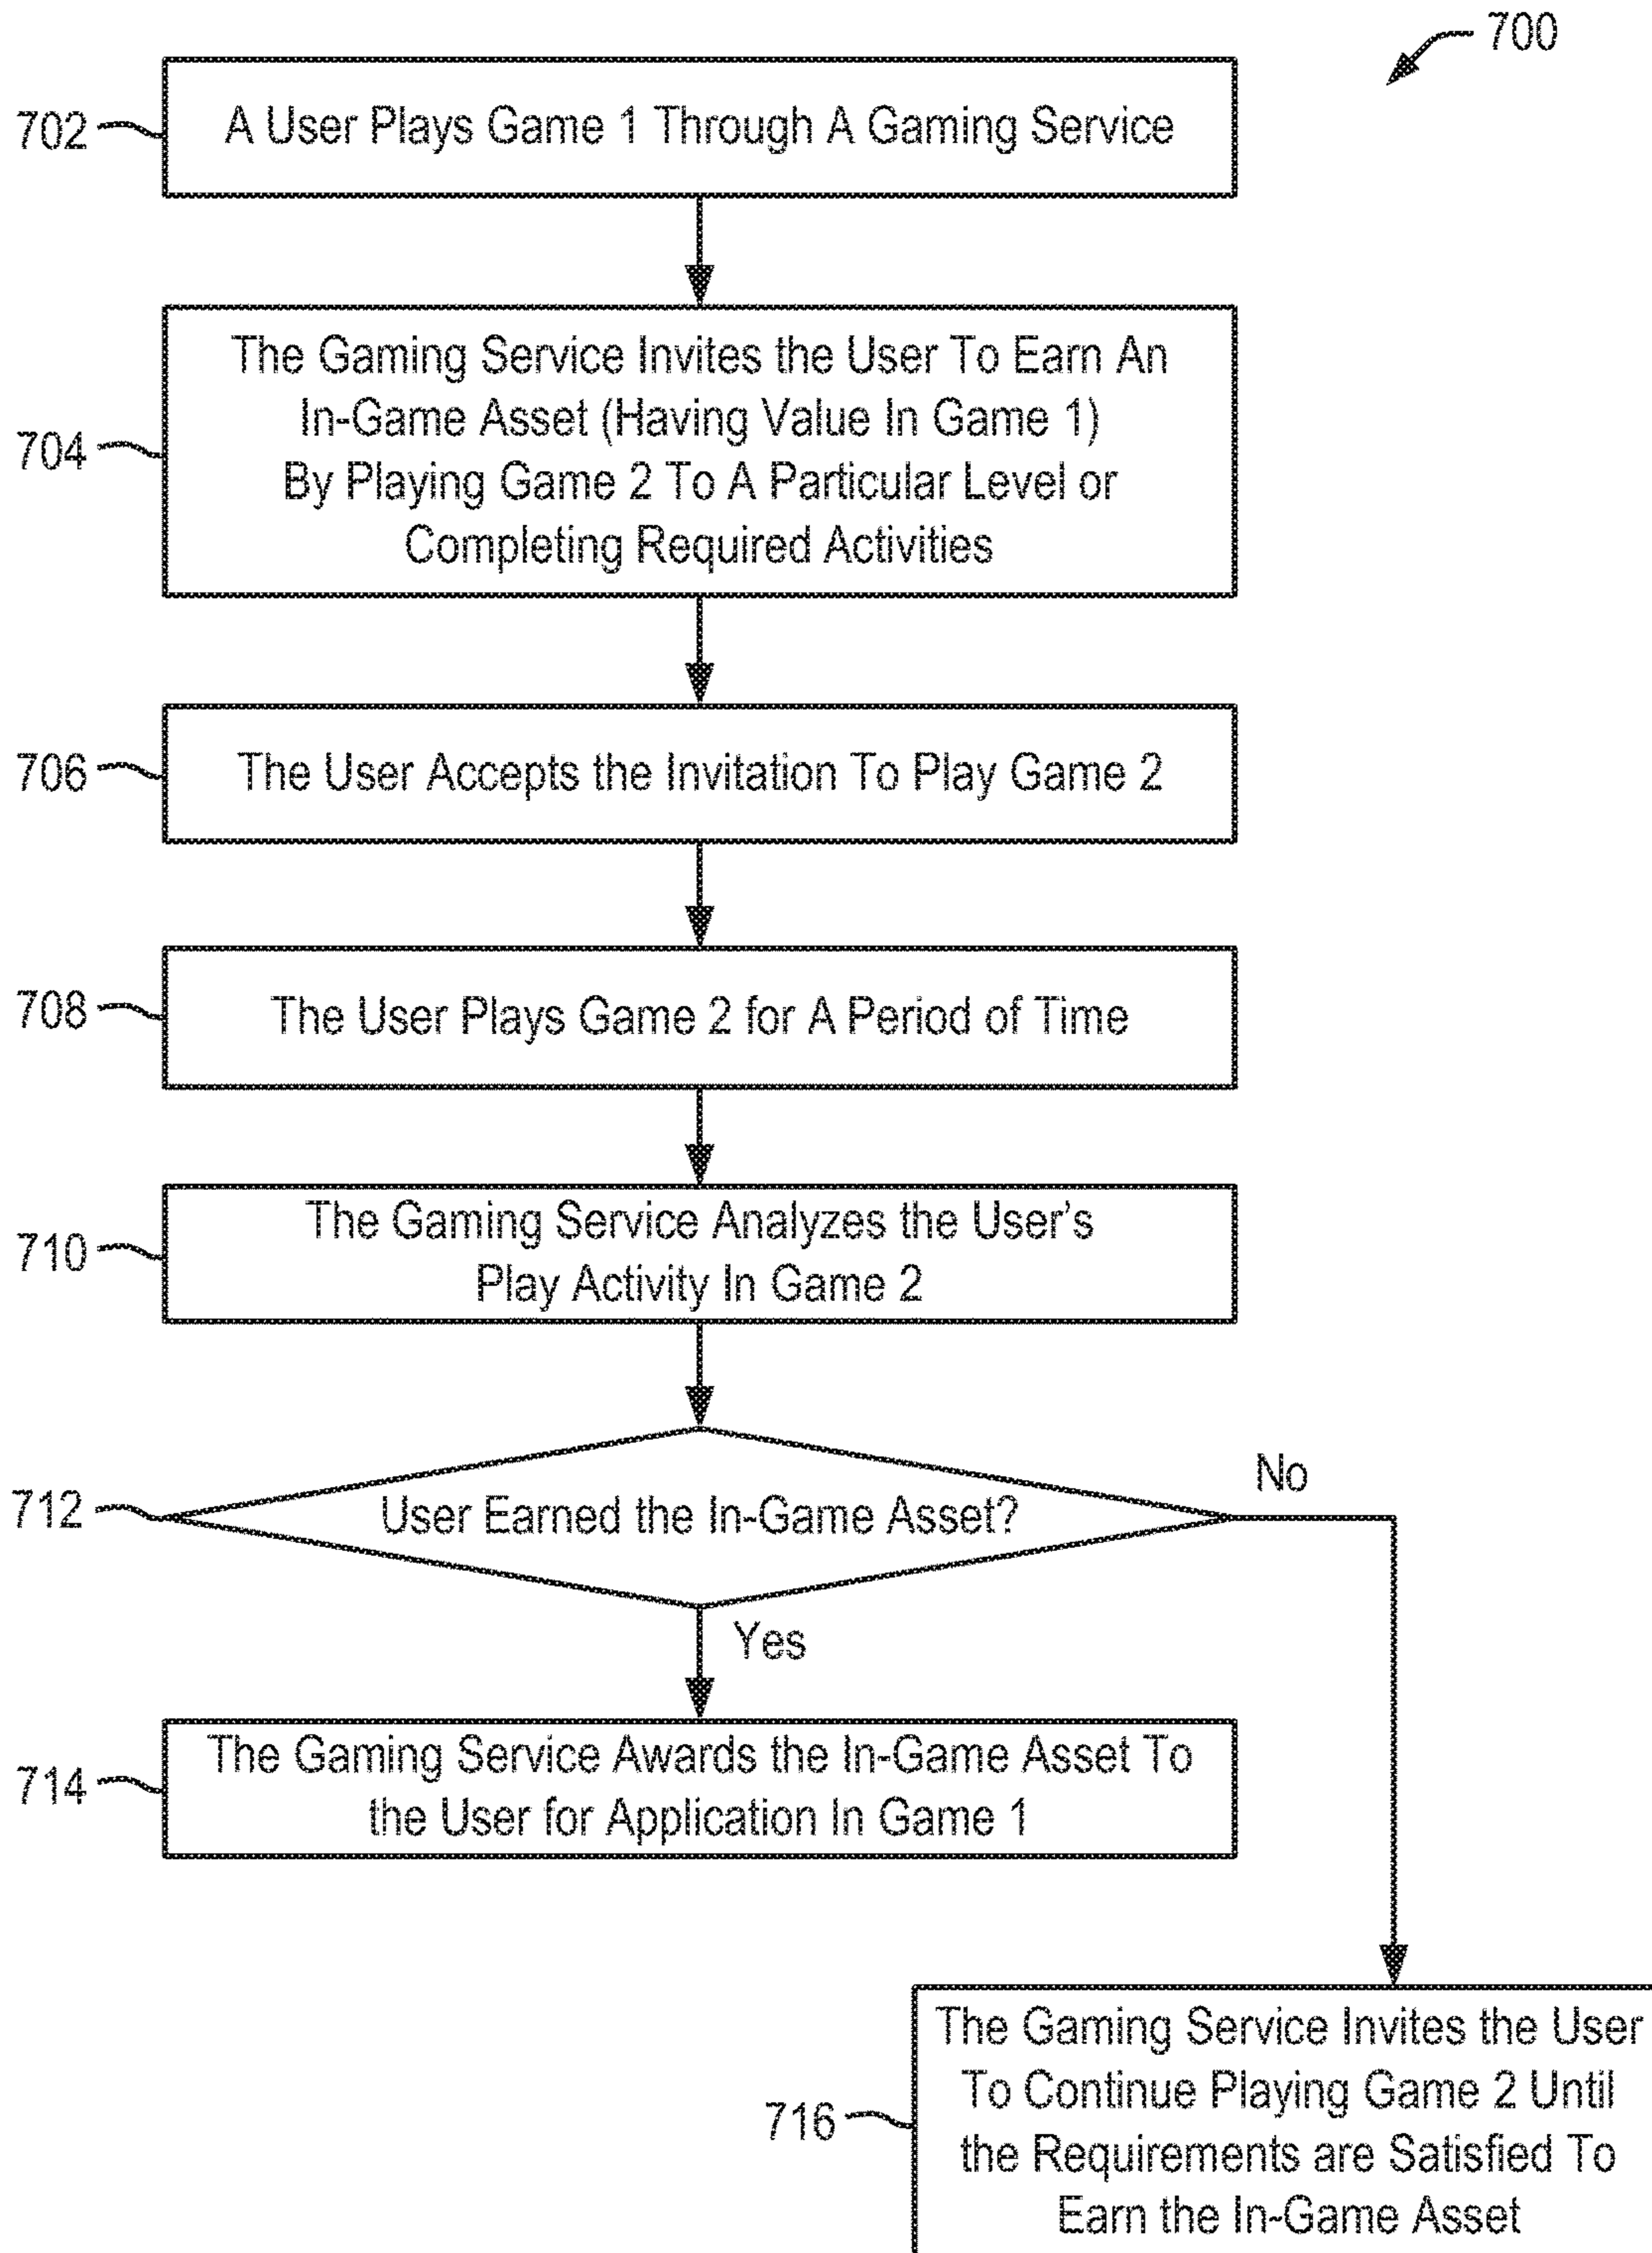 700
702
A User Plays Game 1 Through A Gaming Service
704
The Gaming Service Invites the User To Earn An
In-Game Asset (Having Value In Game 1)
By Playing Game 2 To A Particular Level or
Completing Required Activities
706
The User Accepts the Invitation To Play Game 2
708
The User Plays Game 2 for A Period of Time
710
The Gaming Service Analyzes the User's
Play Activity In Game 2
712
User Earned the In-Game Asset?
No
Yes
714
The Gaming Service Awards the In-Game Asset To
the User for Application In Game 1
716
The Gaming Service Invites the User
To Continue Playing Game 2 Until
the Requirements are Satisfied To
Earn the In-Game Asset